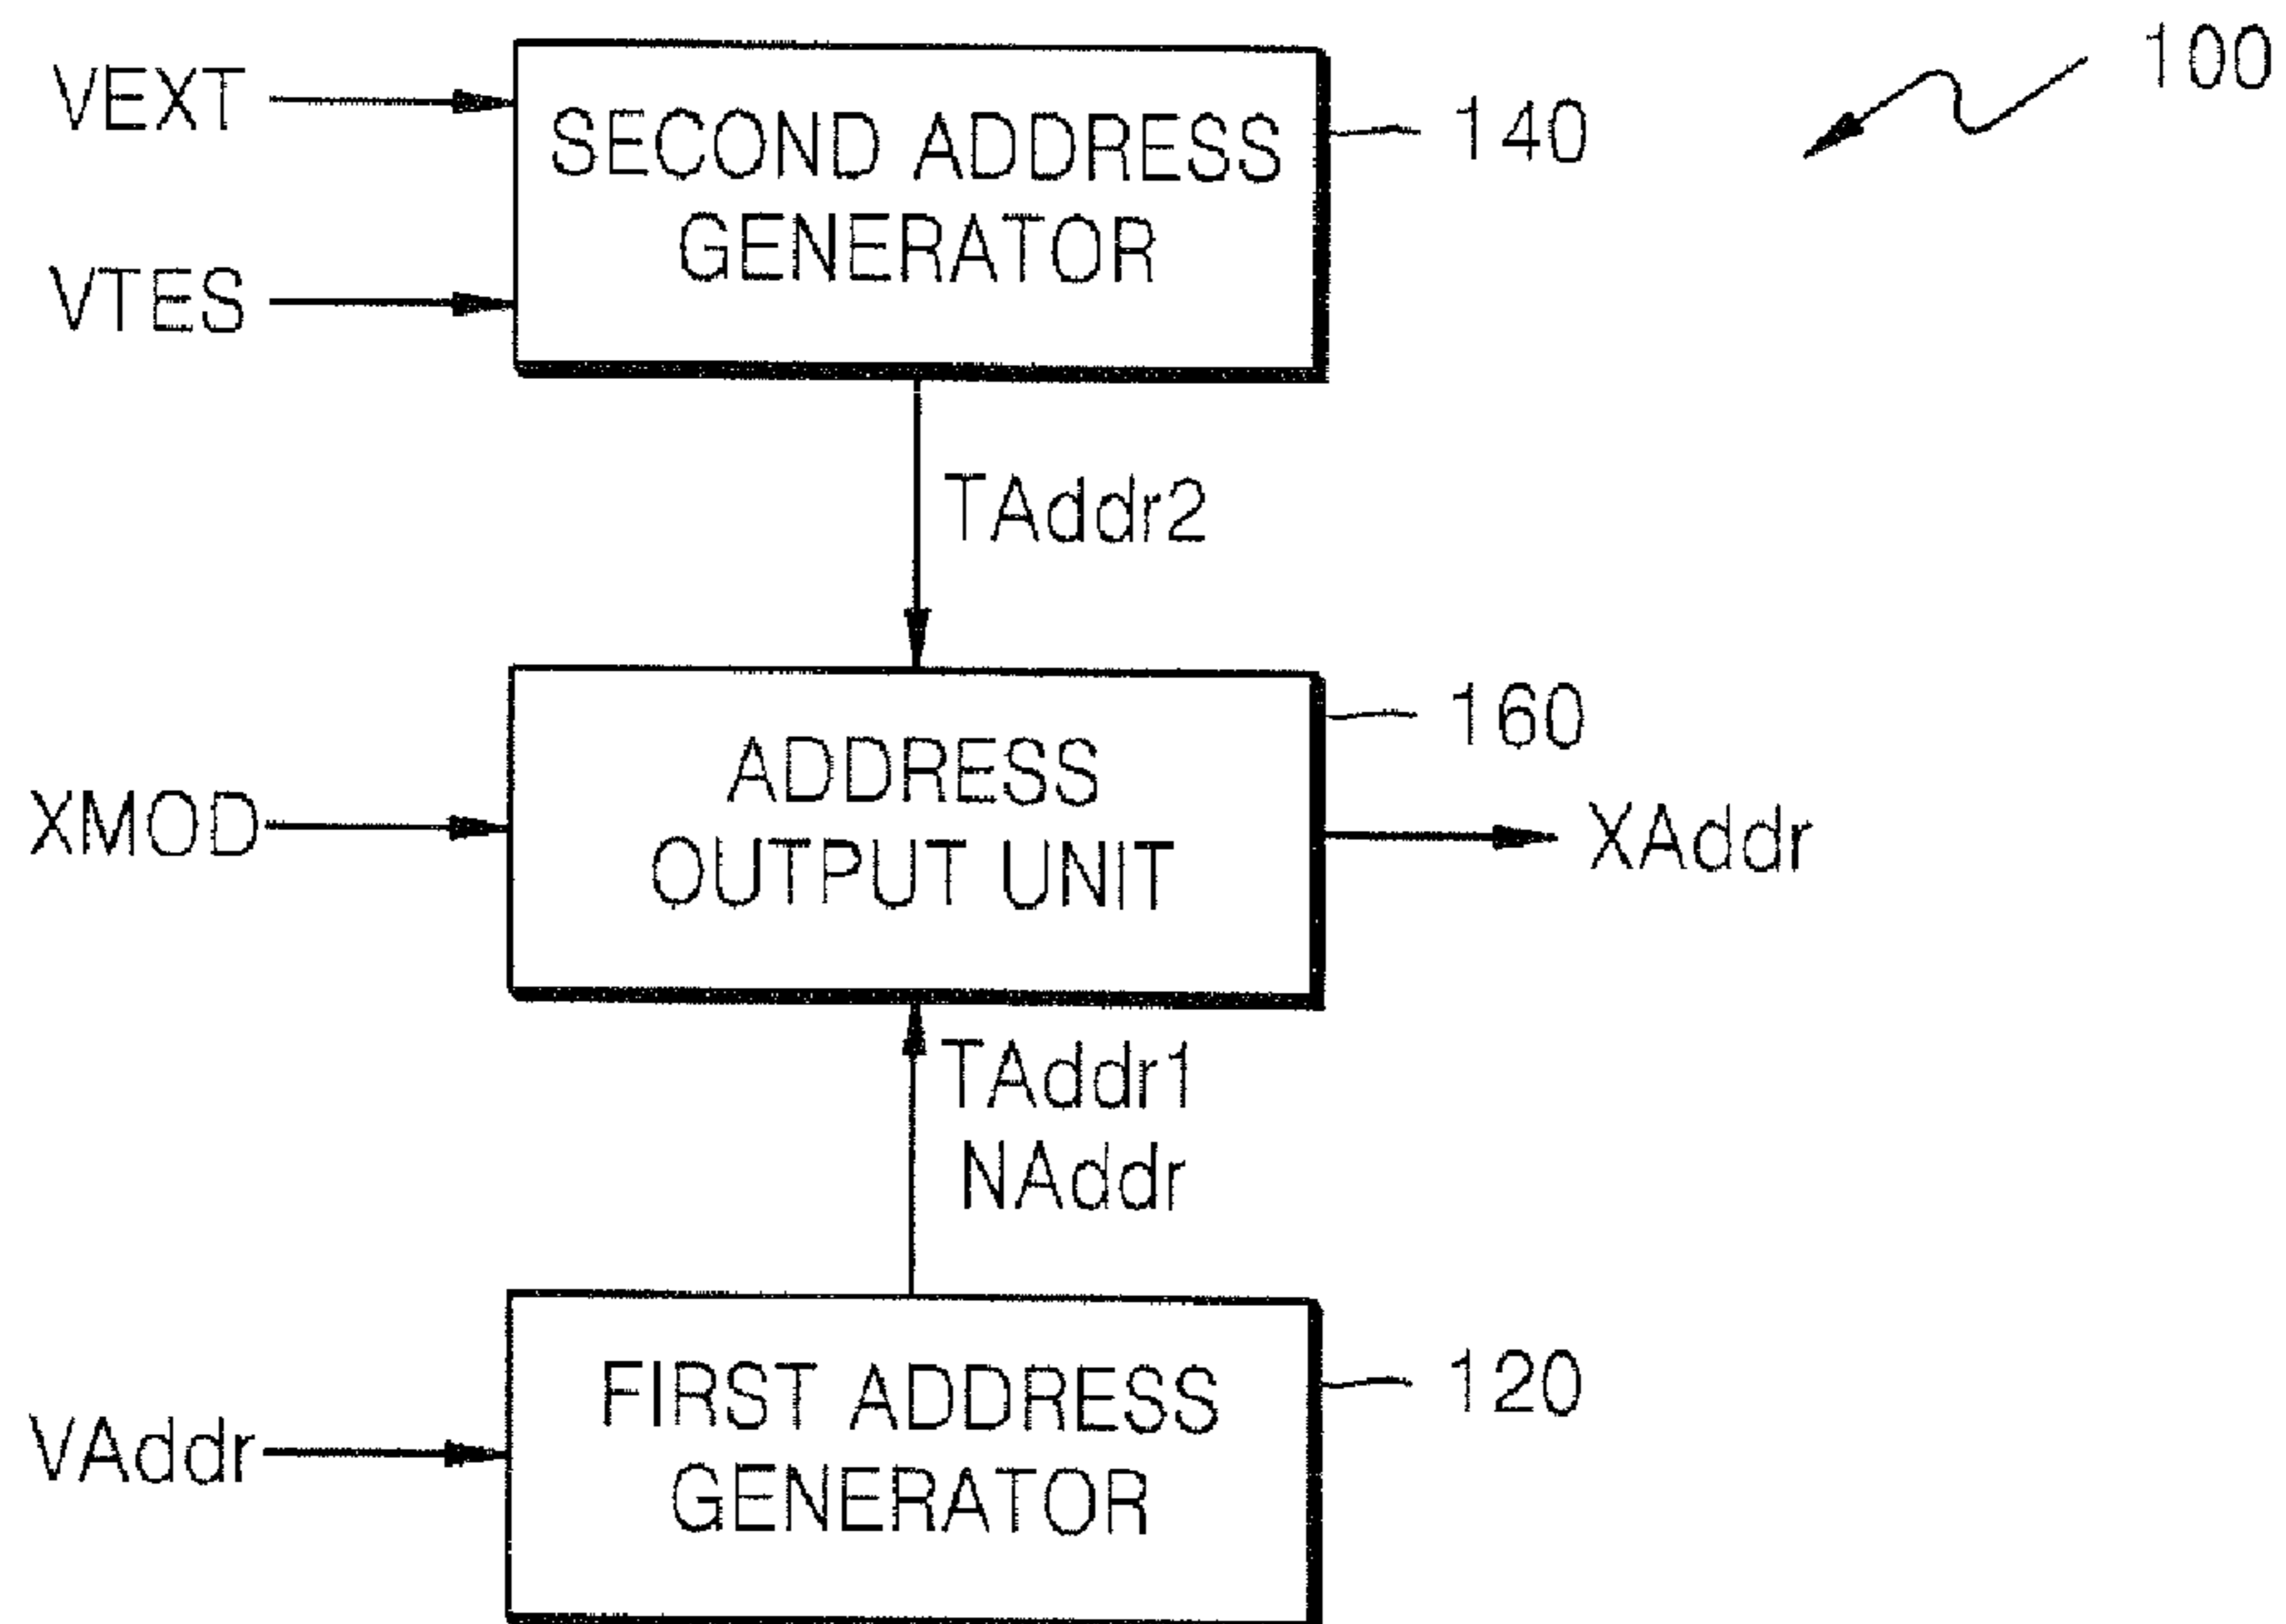 100
VEXT
VTES
SECOND ADDRESS
GENERATOR
140
TAddr2
XMOD
ADDRESS
OUTPUT UNIT
160
XAddr
TAddr1
NAddr
VAddr
FIRST ADDRESS
GENERATOR
120